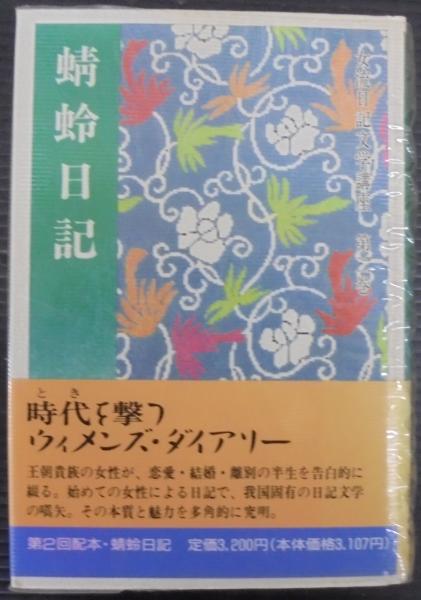 蜻蛉日記
女流日記文学講座 第二巻
とき
時代を撃つ
ウィメンズ・ダイアリー
王朝貴族の女性が、恋愛・結婚・離別の半生を告白的に
綴る。始めての女性による日記で、我国固有の日記文学
の嚆矢。その本質と魅力を多角的に究明。
第2回配本・蜻蛉日記 定価3,200円(本体価格3,107円)